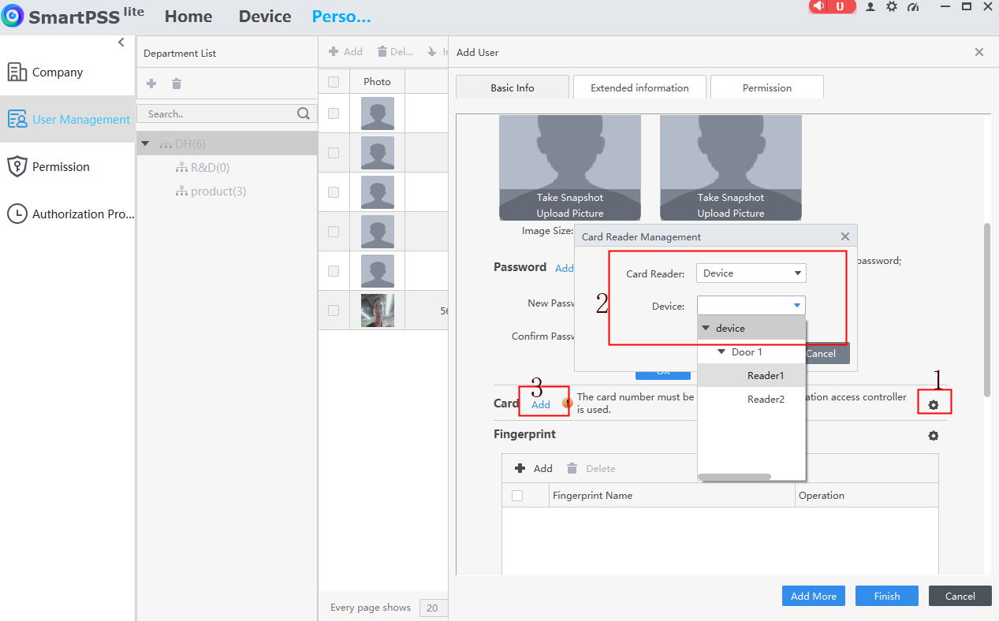 SmartPSS lite
Home Device Perso...
0
Company
User Management
Permission
Authorization Pro...
Department List
Search..
DH(6)
R&D(0)
product(3)
Add Del...
Photo
56
Every page shows 20
Add User
Basic Info Extended information Permission
Take Snapshot
Upload Picture
Take Snapshot
Upload Picture
Image Size:
Password Add
password;
New Passw
Confirm Passw
OK
Card Reader Management
Card Reader: Device
2
Device:
device
Door 1
Reader1
Reader2
Cancel
3
1
Card Add
The card number must be
is used.
ation access controller
Fingerprint
Add Delete
Fingerprint Name Operation
Add More Finish Cancel